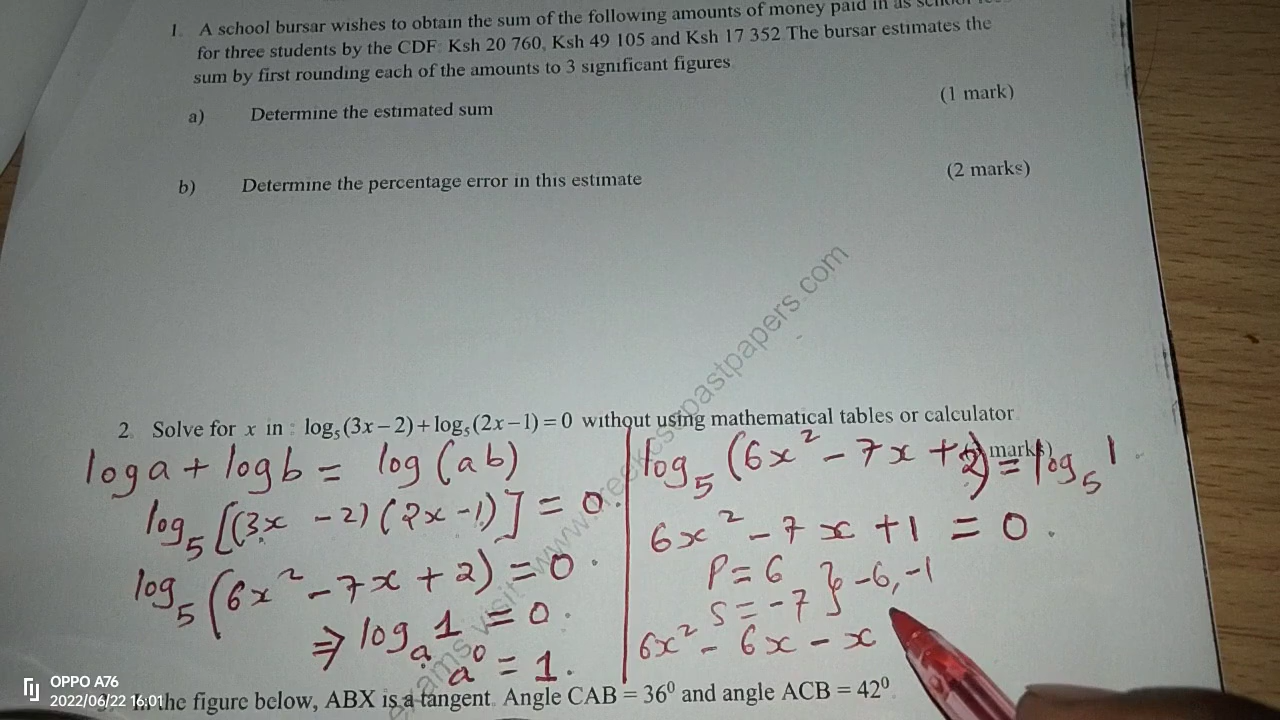 1. A school bursar wishes to obtain the sum of the following amounts of money paid in as school
for three students by the CDF: Ksh 20 760, Ksh 49 105 and Ksh 17 352 The bursar estimates the
sum by first rounding each of the amounts to 3 significant figures
a) Determine the estimated sum (1 mark)
b) Determine the percentage error in this estimate (2 marks)
2. Solve for x in : log₅(3x−2)+log₅(2x−1)=0 without using mathematical tables or calculator
marks)
log a + log b = log (ab)
log₅ [(3x − 2)(2x − 1)] = 0.
log₅ (6x² − 7x + 2) = 0.
⇒ logₐ 1 = 0.
a⁰ = 1.
log₅ (6x² − 7x + 2) = log₅ 1.
6x² − 7x + 1 = 0.
P = 6 } −6, −1
S = −7
6x² − 6x − x
In the figure below, ABX is a tangent. Angle CAB = 36⁰ and angle ACB = 42⁰
OPPO A76
2022/06/22 16:01